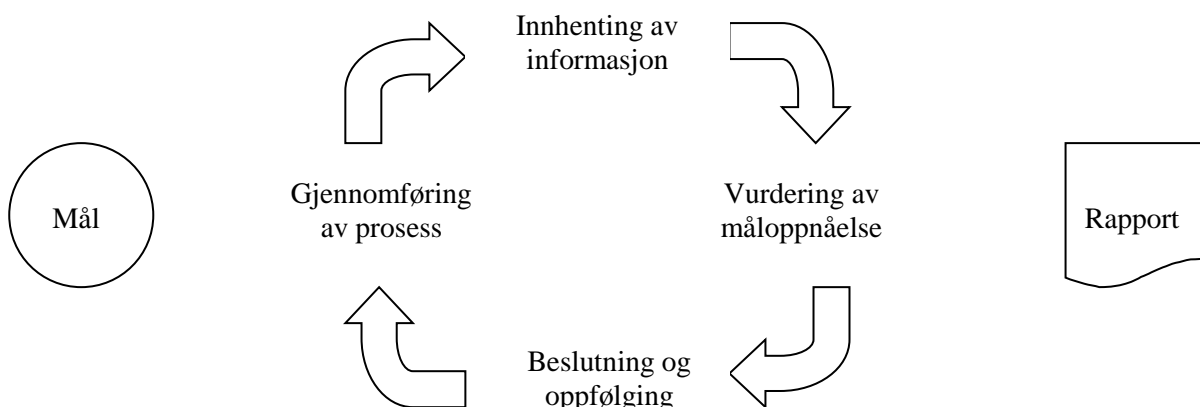 Innhenting av
informasjon
Mål
Gjennomføring
av prosess
Vurdering av
måloppnåelse
Rapport
Beslutning og
oppfølging